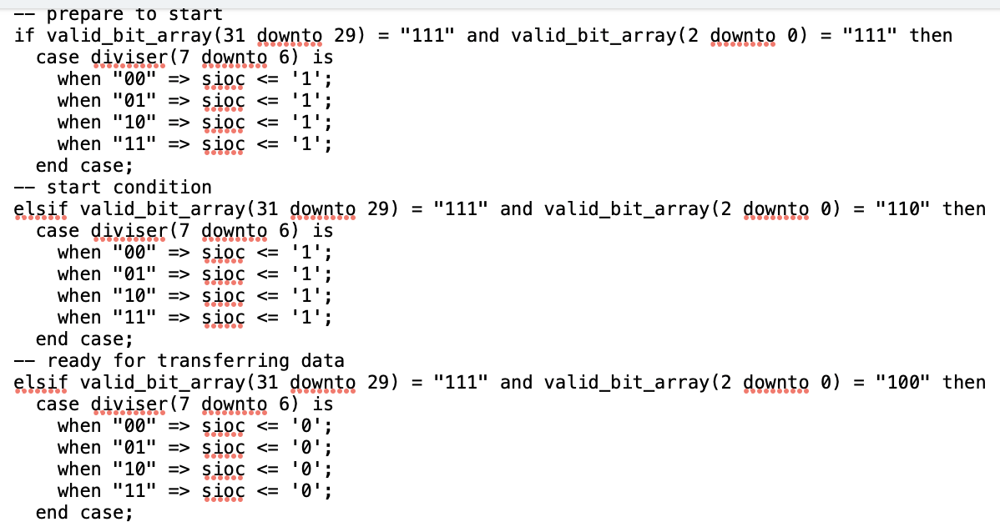 -- prepare to start
if valid_bit_array(31 downto 29) = "111" and valid_bit_array(2 downto 0) = "111" then
  case diviser(7 downto 6) is
    when "00" => sioc <= '1';
    when "01" => sioc <= '1';
    when "10" => sioc <= '1';
    when "11" => sioc <= '1';
  end case;
-- start condition
elsif valid_bit_array(31 downto 29) = "111" and valid_bit_array(2 downto 0) = "110" then
  case diviser(7 downto 6) is
    when "00" => sioc <= '1';
    when "01" => sioc <= '1';
    when "10" => sioc <= '1';
    when "11" => sioc <= '1';
  end case;
-- ready for transferring data
elsif valid_bit_array(31 downto 29) = "111" and valid_bit_array(2 downto 0) = "100" then
  case diviser(7 downto 6) is
    when "00" => sioc <= '0';
    when "01" => sioc <= '0';
    when "10" => sioc <= '0';
    when "11" => sioc <= '0';
  end case;